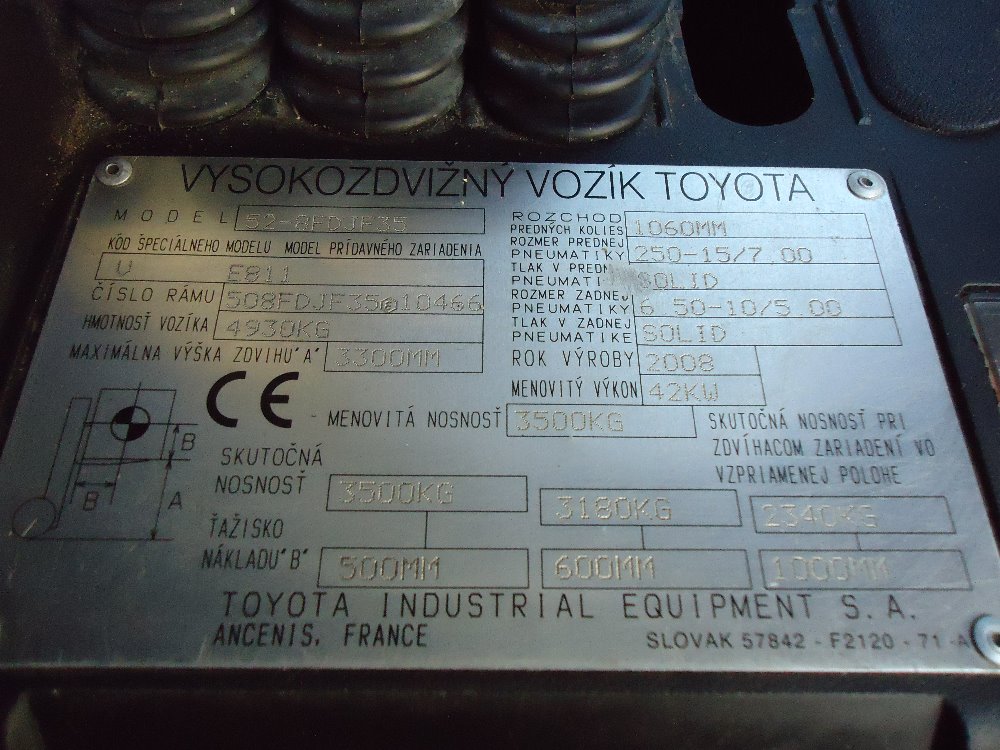 VYSOKOZDVIŽNÝ VOZÍK TOYOTA
MODEL 52-8FDJF35
KÓD ŠPECIÁLNEHO MODELU MODEL PRÍDAVNÉHO ZARIADENIA
V E811
ČÍSLO RÁMU 508FDJF35@10466
HMOTNOSŤ VOZÍKA 4930KG
MAXIMÁLNA VÝŠKA ZDVIHU"A" 3300MM
ROZCHOD PREDNÝCH KOLIES 1060MM
ROZMER PREDNEJ PNEUMATIKY 250-15/7.00
TLAK V PREDN PNEUMATI SOLID
ROZMER ZADNEJ PNEUMATIKY 6 50-10/5.00
TLAK V ZADNEJ PNEUMATIKE SOLID
ROK VÝROBY 2008
MENOVITÝ VÝKON 42KW
CE
MENOVITÁ NOSNOSŤ 3500KG
SKUTOČNÁ NOSNOSŤ PRI
ZDVÍHACOM ZARIADENÍ VO
VZPRIAMENEJ POLOHE
B
B
A
SKUTOČNÁ
NOSNOSŤ 3500KG 3180KG 2340KG
ŤAŽISKO
NÁKLADU"B" 500MM 600MM 1000MM
TOYOTA INDUSTRIAL EQUIPMENT S.A.
ANCENIS, FRANCE
SLOVAK 57842 - F2120 - 71 -A